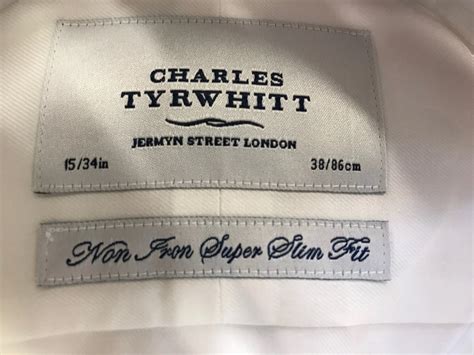 CHARLES
TYRWHITT
JERMYN STREET LONDON
15/34in 38/86cm
Non Iron Super Slim Fit